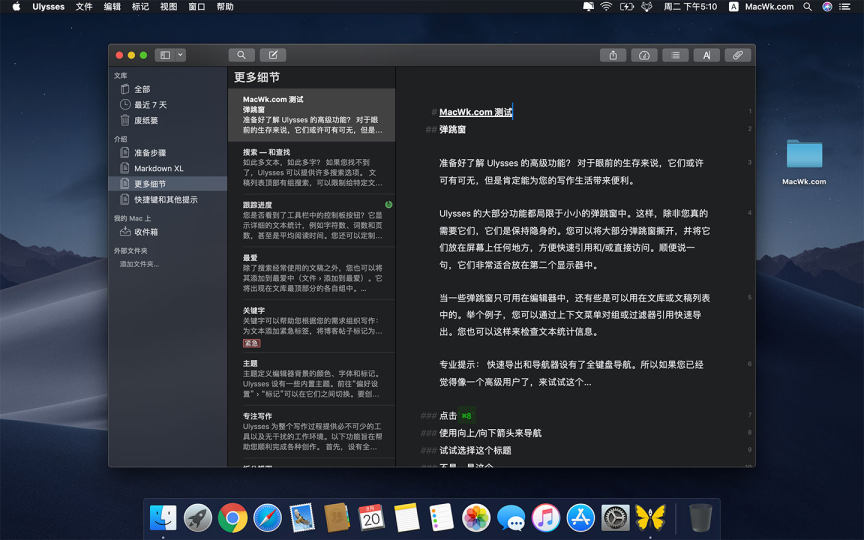 Ulysses 文件 编辑 标记 视图 窗口 帮助
周二 下午5:10 A MacWk.com
文库
全部
最近 7 天
废纸篓
介绍
准备步骤
Markdown XL
更多细节
快捷键和其他提示
我的 Mac 上
收件箱
外部文件夹
添加文件夹...
更多细节
MacWk.com 测试
弹跳窗
准备好了解 Ulysses 的高级功能? 对于眼
前的生存来说，它们或许可有可无，但是...
搜索 — 和查找
如此多文本，如此多字? 如果您找不到
了，Ulysses 可以提供许多搜索选项。 文
稿列表顶部有组搜索，可以限制给特定文...
跟踪进度
您是否看到了工具栏中的控制板按钮? 它显
示详细的文本统计，例如字符数、词数和页
数，甚至是平均阅读时间。您还可以定制...
最爱
除了搜索经常使用的文稿之外，您也可以将
其添加到最爱中（文件 › 添加到最爱）。它
将出现在文库最顶部的各自组中。...
关键字
关键字可以帮助您根据您的需求组织写作:
为文本添加紧急标签，将博客帖子标记为...
紧急
主题
主题定义编辑器背景的颜色、字体和标记。
Ulysses 设有一些内置主题。前往“偏好设
置” › “标记”可以在它们之间切换。要创...
专注写作
Ulysses 为整个写作过程提供必不可少的工
具以及无干扰的工作环境。以下功能旨在帮
助您顺利完成各种创作。 首先，设有全...
# MacWk.com 测试 1
## 弹跳窗 2
准备好了解 Ulysses 的高级功能? 对于眼前的生存来说，它们或许 3
可有可无，但是肯定能为您的写作生活带来便利。
Ulysses 的大部分功能都局限于小小的弹跳窗中。这样，除非您真的 4
需要它们，它们是保持隐身的。您可以将大部分弹跳窗撕开，并将它
们放在屏幕上任何地方，方便快速引用和/或直接访问。顺便说一
句，它们非常适合放在第二个显示器中。
当一些弹跳窗只可用在编辑器中，还有些是可以用在文库或文稿列表 5
中的。举个例子，您可以通过上下文菜单对组或过滤器引用快速导
出。您也可以这样来检查文本统计信息。
专业提示: 快速导出和导航器设有了全键盘导航。所以如果您已经 6
觉得像一个高级用户了，来试试这个...
### 点击 ⌘8 7
### 使用向上/向下箭头来导航 8
### 试试选择这个标题 9
### 不是，是这个 10
MacWk.com
8月
20